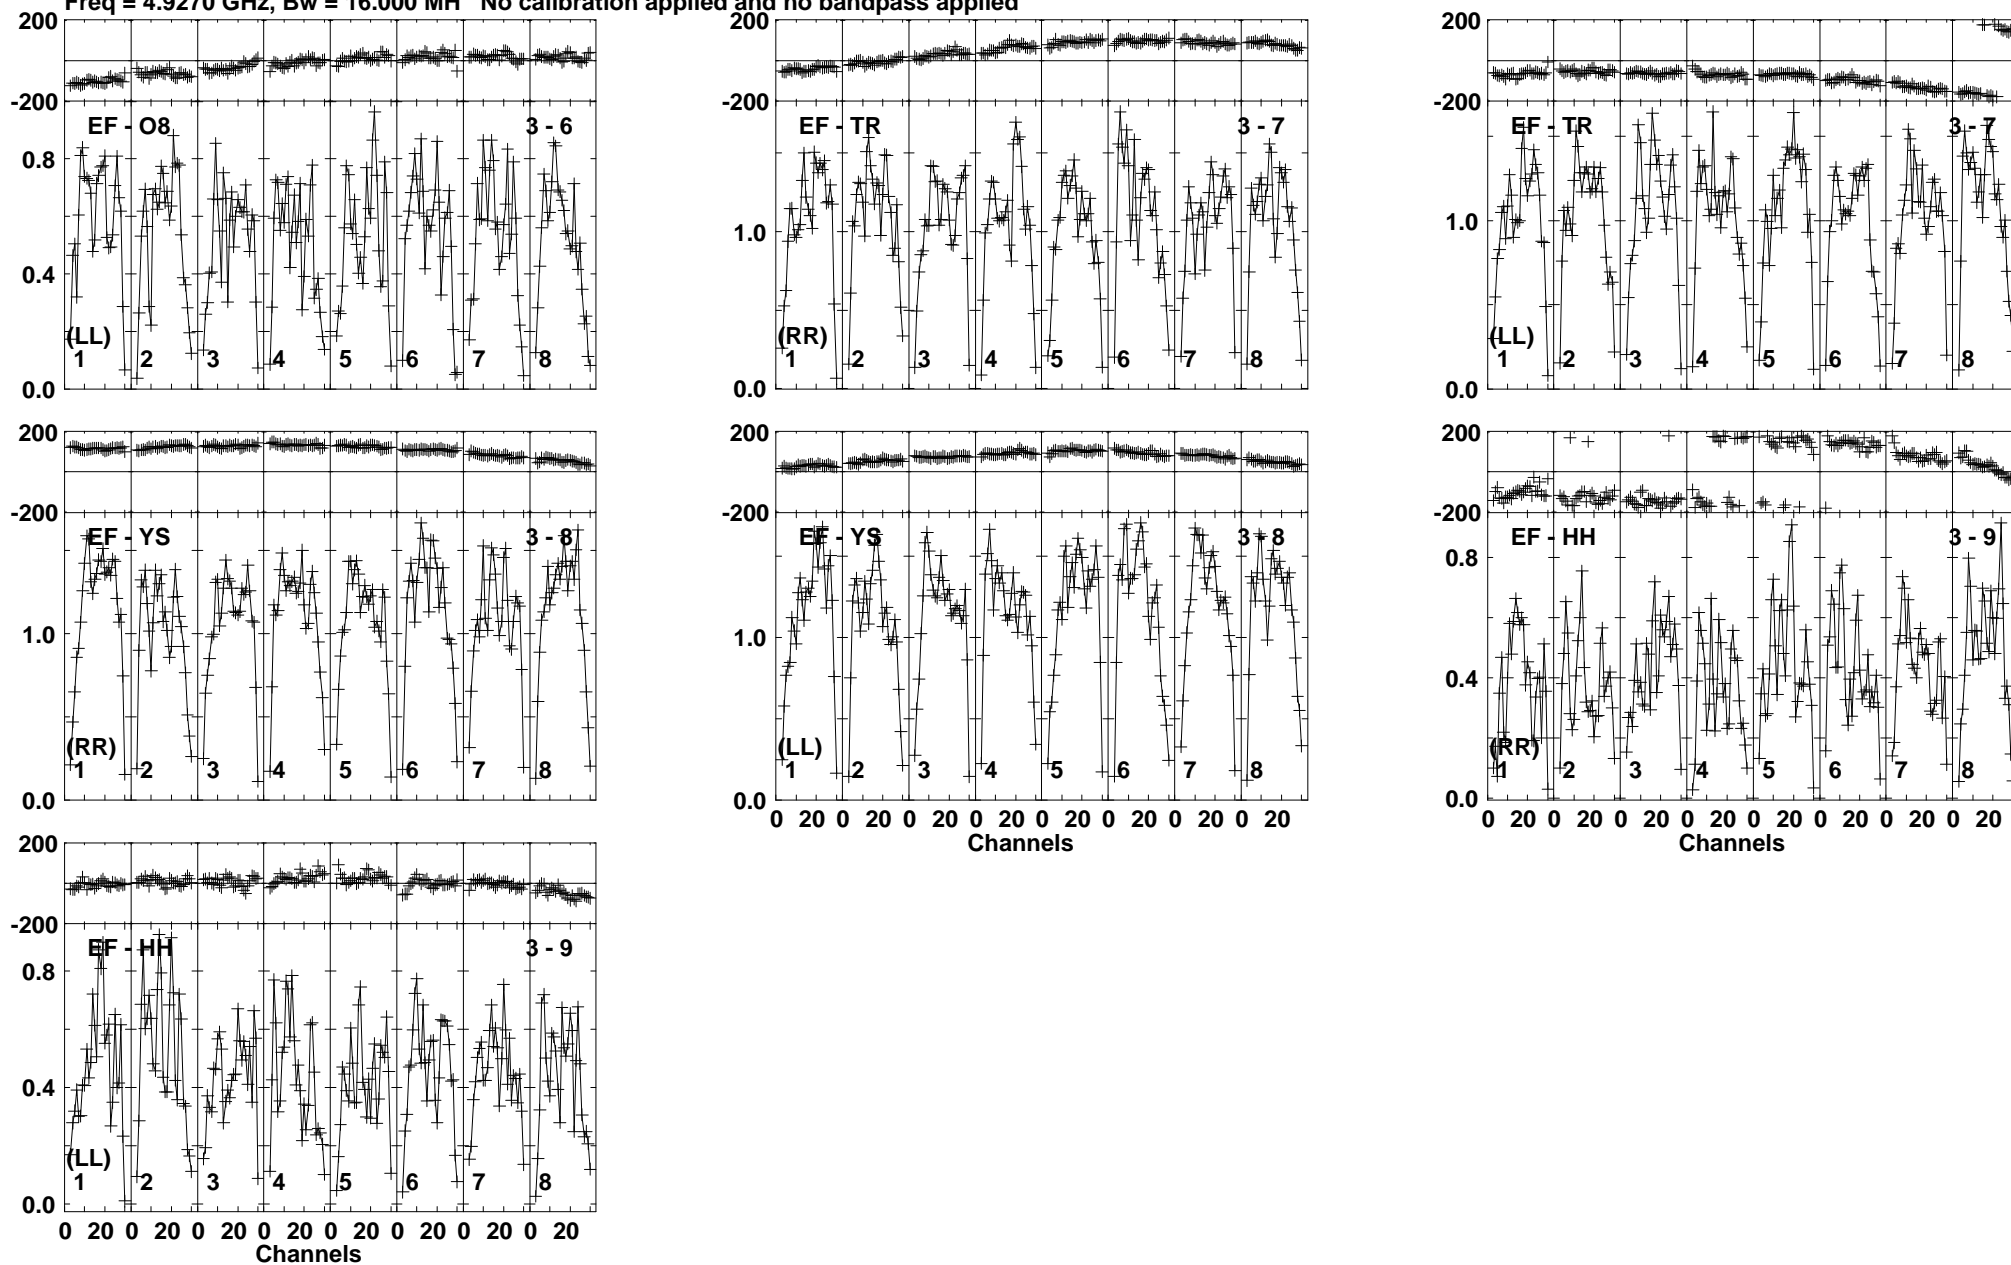 Freq = 4.9270 GHz, Bw = 16.000 MH No calibration applied and no bandpass applied
200 200 200
-200 -200 -200
EF - O8 3 - 6 EF - TR 3 - 7 EF - TR 3 - 7
0.8
1.0 1.0
0.4
(LL) (RR) (LL)
1 2 3 4 5 6 7 8 1 2 3 4 5 6 7 8 1 2 3 4 5 6 7 8
0.0 0.0 0.0
200 200 200
-200 -200 -200
EF - YS 3 - 8 EF - YS 3 - 8 EF - HH 3 - 9
0.8
1.0 1.0
0.4
(RR) (LL) (RR)
1 2 3 4 5 6 7 8 1 2 3 4 5 6 7 8 1 2 3 4 5 6 7 8
0.0 0.0 0.0
0 20 0 20 0 20 0 20 0 20 0 20 0 20 0 20 0 20 0 20 0 20 0 20 0 20 0 20 0 20 0 20
Channels Channels
200
-200
EF - HH 3 - 9
0.8
0.4
(LL)
1 2 3 4 5 6 7 8
0.0
0 20 0 20 0 20 0 20 0 20 0 20 0 20 0 20
Channels